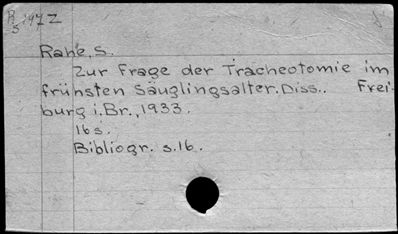 Rahe, S.
Zur Frage der Tracheotomie im
frühsten Säuglingsalter. Diss.. Frei-
burg i. Br., 1933.
16 s.
Bibliogr. s. 16.